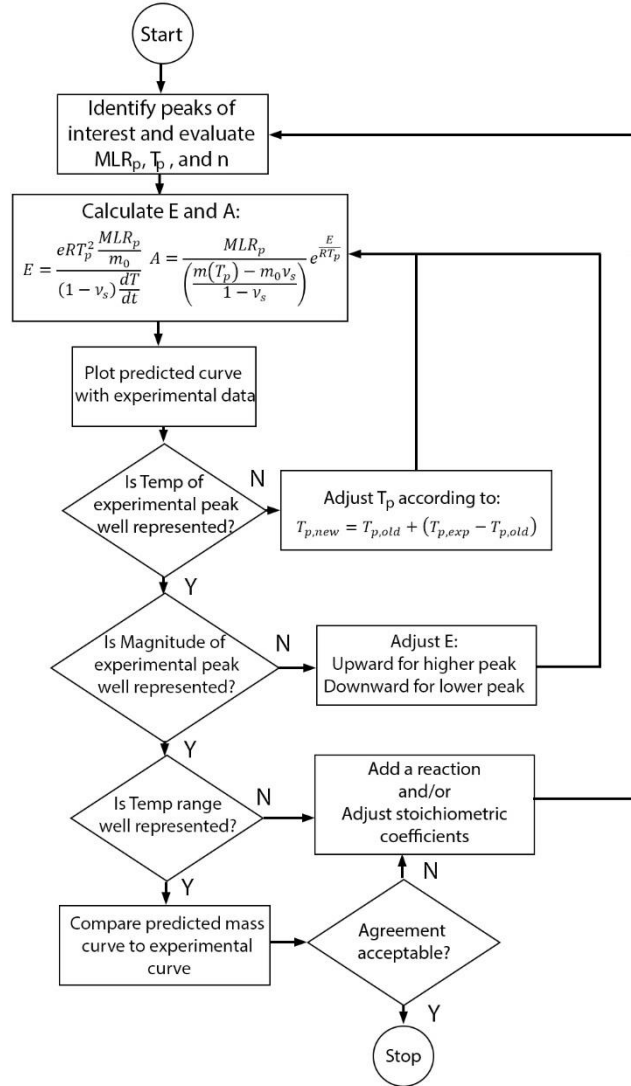 Start
Identify peaks of
interest and evaluate
MLRₚ, Tₚ, and n
Calculate E and A:
E = (eRTₚ² (MLRₚ/m₀)) / ((1 − νₛ) (dT/dt))   A = (MLRₚ / ((m(Tₚ) − m₀νₛ)/(1 − νₛ))) e^(E/(RTₚ))
Plot predicted curve
with experimental data
Is Temp of
experimental peak
well represented?
N
Adjust Tₚ according to:
Tₚ,new = Tₚ,old + (Tₚ,exp − Tₚ,old)
Y
Is Magnitude of
experimental peak
well represented?
N
Adjust E:
Upward for higher peak
Downward for lower peak
Y
Is Temp range
well represented?
N
Add a reaction
and/or
Adjust stoichiometric
coefficients
Y
N
Compare predicted mass
curve to experimental
curve
Agreement
acceptable?
Y
Stop